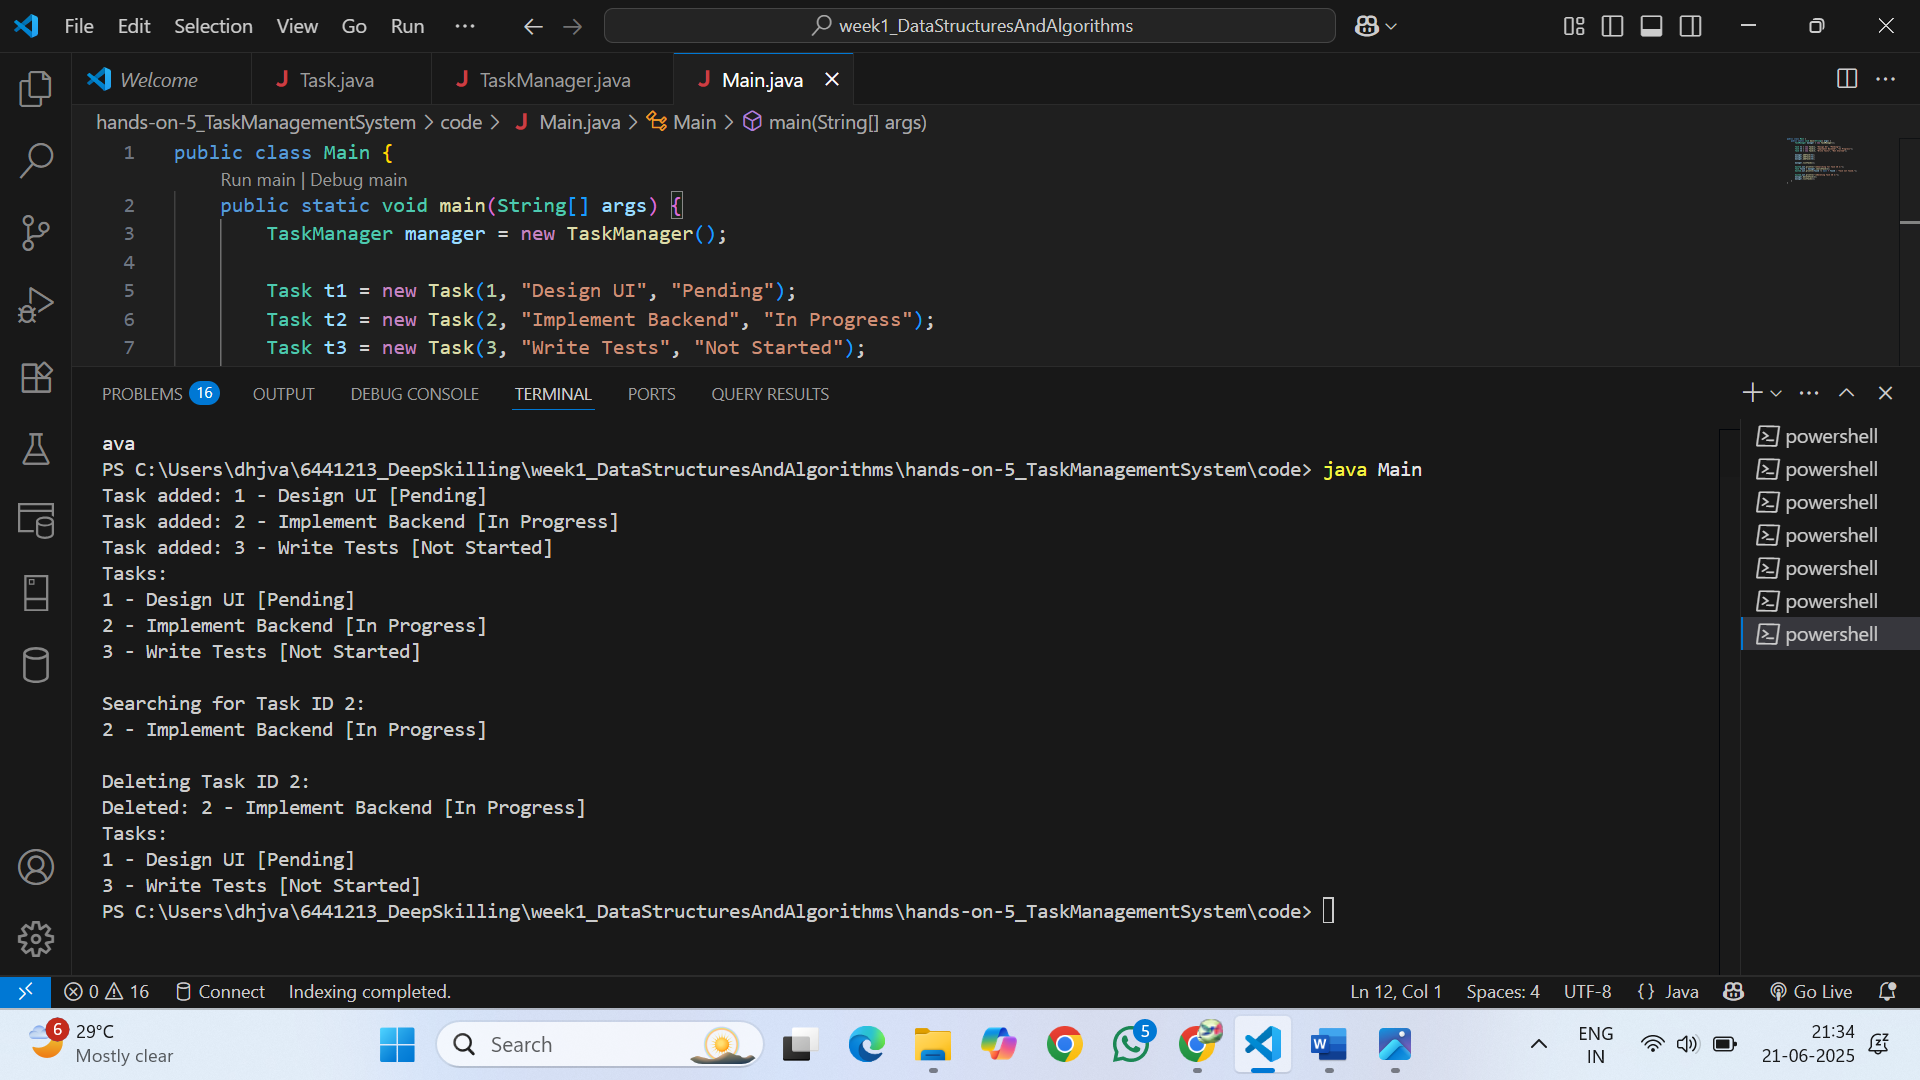 File Edit Selection View Go Run ··· week1_DataStructuresAndAlgorithms
Welcome Task.java TaskManager.java Main.java
hands-on-5_TaskManagementSystem > code > Main.java > Main > main(String[] args)
1 public class Main {
Run main | Debug main
2 public static void main(String[] args) {
3 TaskManager manager = new TaskManager();
4
5 Task t1 = new Task(1, "Design UI", "Pending");
6 Task t2 = new Task(2, "Implement Backend", "In Progress");
7 Task t3 = new Task(3, "Write Tests", "Not Started");
PROBLEMS 16 OUTPUT DEBUG CONSOLE TERMINAL PORTS QUERY RESULTS
ava
PS C:\Users\dhjva\6441213_DeepSkilling\week1_DataStructuresAndAlgorithms\hands-on-5_TaskManagementSystem\code> java Main
Task added: 1 - Design UI [Pending]
Task added: 2 - Implement Backend [In Progress]
Task added: 3 - Write Tests [Not Started]
Tasks:
1 - Design UI [Pending]
2 - Implement Backend [In Progress]
3 - Write Tests [Not Started]
Searching for Task ID 2:
2 - Implement Backend [In Progress]
Deleting Task ID 2:
Deleted: 2 - Implement Backend [In Progress]
Tasks:
1 - Design UI [Pending]
3 - Write Tests [Not Started]
PS C:\Users\dhjva\6441213_DeepSkilling\week1_DataStructuresAndAlgorithms\hands-on-5_TaskManagementSystem\code>
powershell
powershell
powershell
powershell
powershell
powershell
powershell
0 16 Connect Indexing completed. Ln 12, Col 1 Spaces: 4 UTF-8 {} Java Go Live
6 29°C
Mostly clear
Search
5
ENG
IN
21:34
21-06-2025